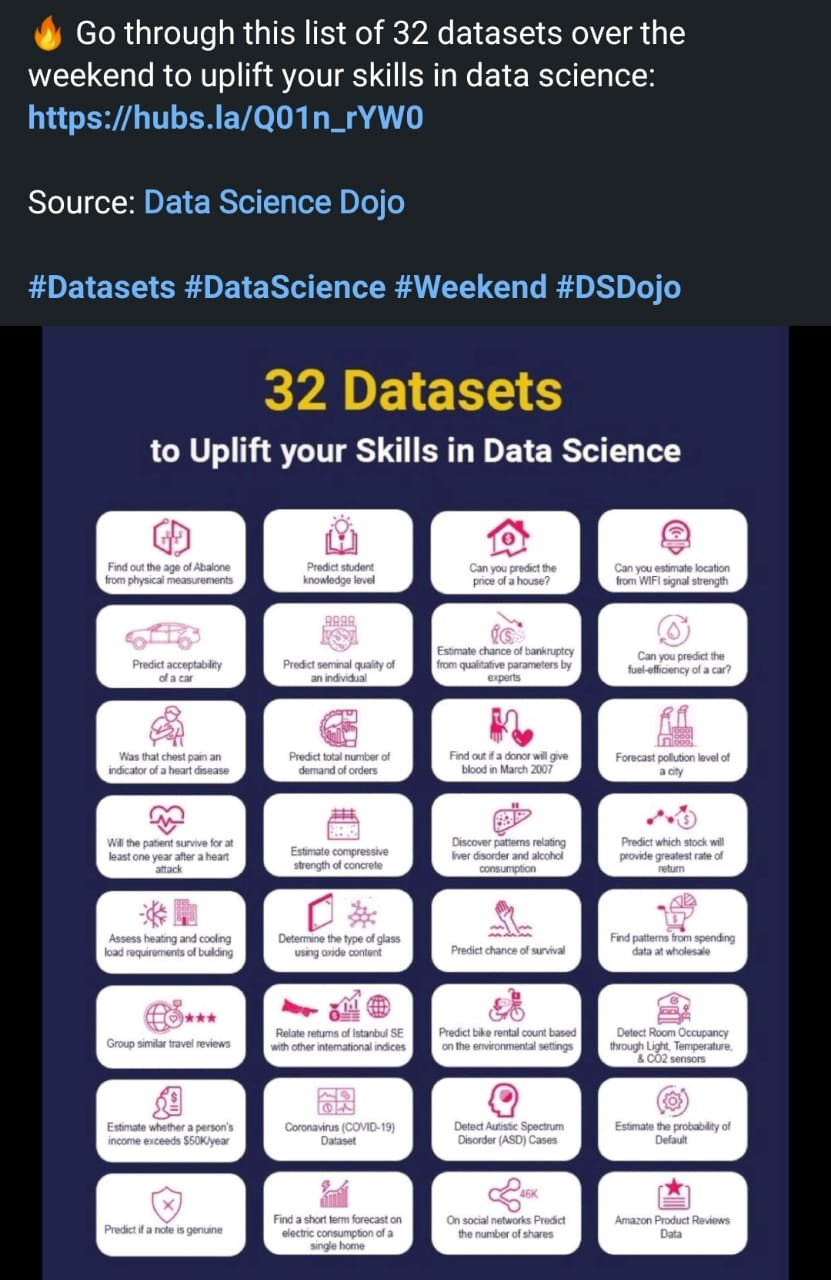 🔥 Go through this list of 32 datasets over the
weekend to uplift your skills in data science:
https://hubs.la/Q01n_rYW0
Source: Data Science Dojo
#Datasets #DataScience #Weekend #DSDojo
32 Datasets
to Uplift your Skills in Data Science
Find out the age of Abalone
from physical measurements
Predict student
knowledge level
Can you predict the
price of a house?
Can you estimate location
from WIFI signal strength
Predict acceptability
of a car
Predict seminal quality of
an individual
Estimate chance of bankruptcy
from qualitative parameters by
experts
Can you predict the
fuel-efficiency of a car?
Was that chest pain an
indicator of a heart disease
Predict total number of
demand of orders
Find out if a donor will give
blood in March 2007
Forecast pollution level of
a city
Will the patient survive for at
least one year after a heart
attack
Estimate compressive
strength of concrete
Discover patterns relating
liver disorder and alcohol
consumption
Predict which stock will
provide greatest rate of
return
Assess heating and cooling
load requirements of building
Determine the type of glass
using oxide content
Predict chance of survival
Find patterns from spending
data at wholesale
Group similar travel reviews
Relate returns of Istanbul SE
with other international indices
Predict bike rental count based
on the environmental settings
Detect Room Occupancy
through Light, Temperature,
& CO2 sensors
Estimate whether a person's
income exceeds $50K/year
Coronavirus (COVID-19)
Dataset
Detect Autistic Spectrum
Disorder (ASD) Cases
Estimate the probability of
Default
Predict if a note is genuine
Find a short term forecast on
electric consumption of a
single home
46K
On social networks Predict
the number of shares
Amazon Product Reviews
Data